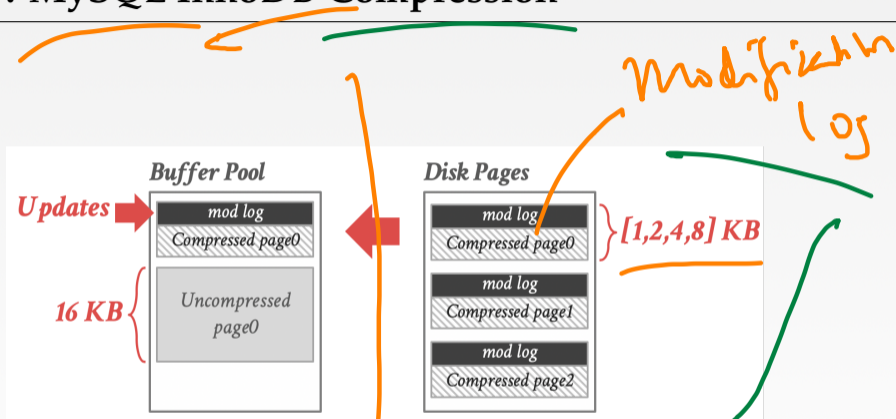 MySQL InnoDB Compression
Modification
log
Buffer Pool
Disk Pages
Updates
mod log
Compressed page0
16 KB
Uncompressed
page0
mod log
Compressed page0
[1,2,4,8] KB
mod log
Compressed page1
mod log
Compressed page2